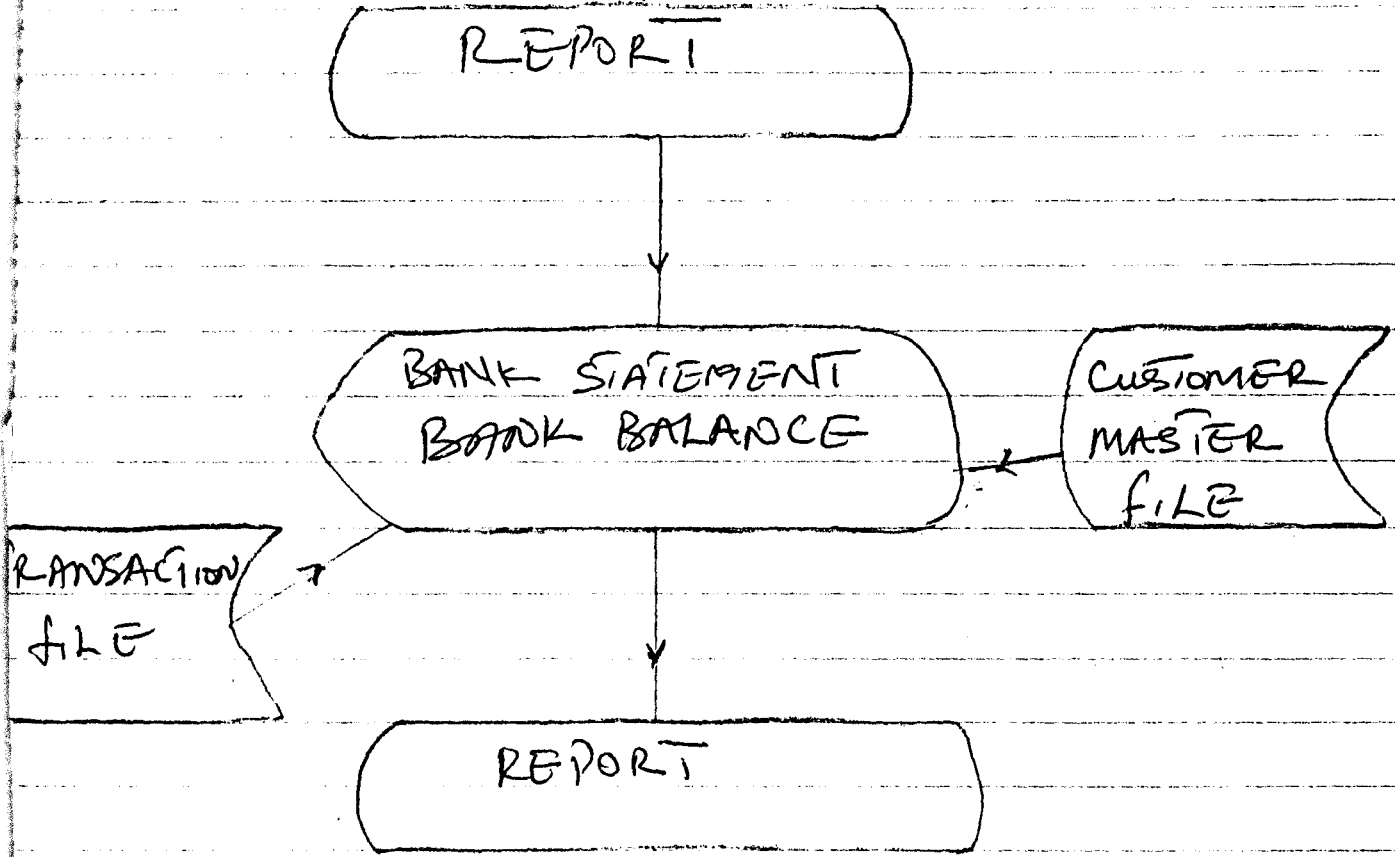 REPORT
BANK STATEMENT
BANK BALANCE
CUSTOMER
MASTER
FILE
RANSACTION
FILE
REPORT